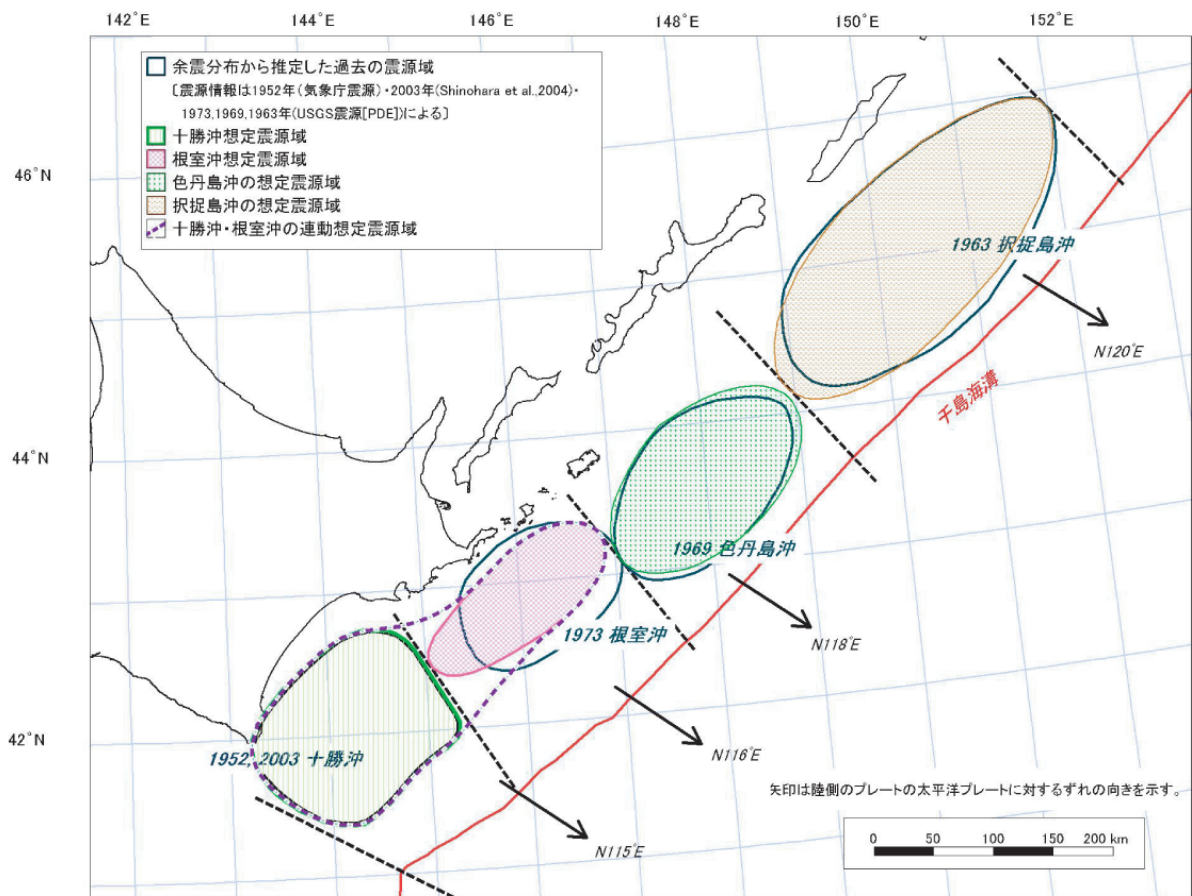 142°E 144°E 146°E 148°E 150°E 152°E
余震分布から推定した過去の震源域
〔震源情報は1952年(気象庁震源)・2003年(Shinohara et al.,2004)・
1973,1969,1963年(USGS震源[PDE])による〕
十勝沖想定震源域
根室沖想定震源域
色丹島沖の想定震源域
択捉島沖の想定震源域
十勝沖・根室沖の連動想定震源域
46°N
1963 択捉島沖
N120°E
千島海溝
44°N
1969 色丹島沖
1973 根室沖
N118°E
42°N
1952, 2003 十勝沖
N116°E
矢印は陸側のプレートの太平洋プレートに対するずれの向きを示す。
0 50 100 150 200 km
N115°E
142°E 144°E 146°E 148°E 150°E 152°E